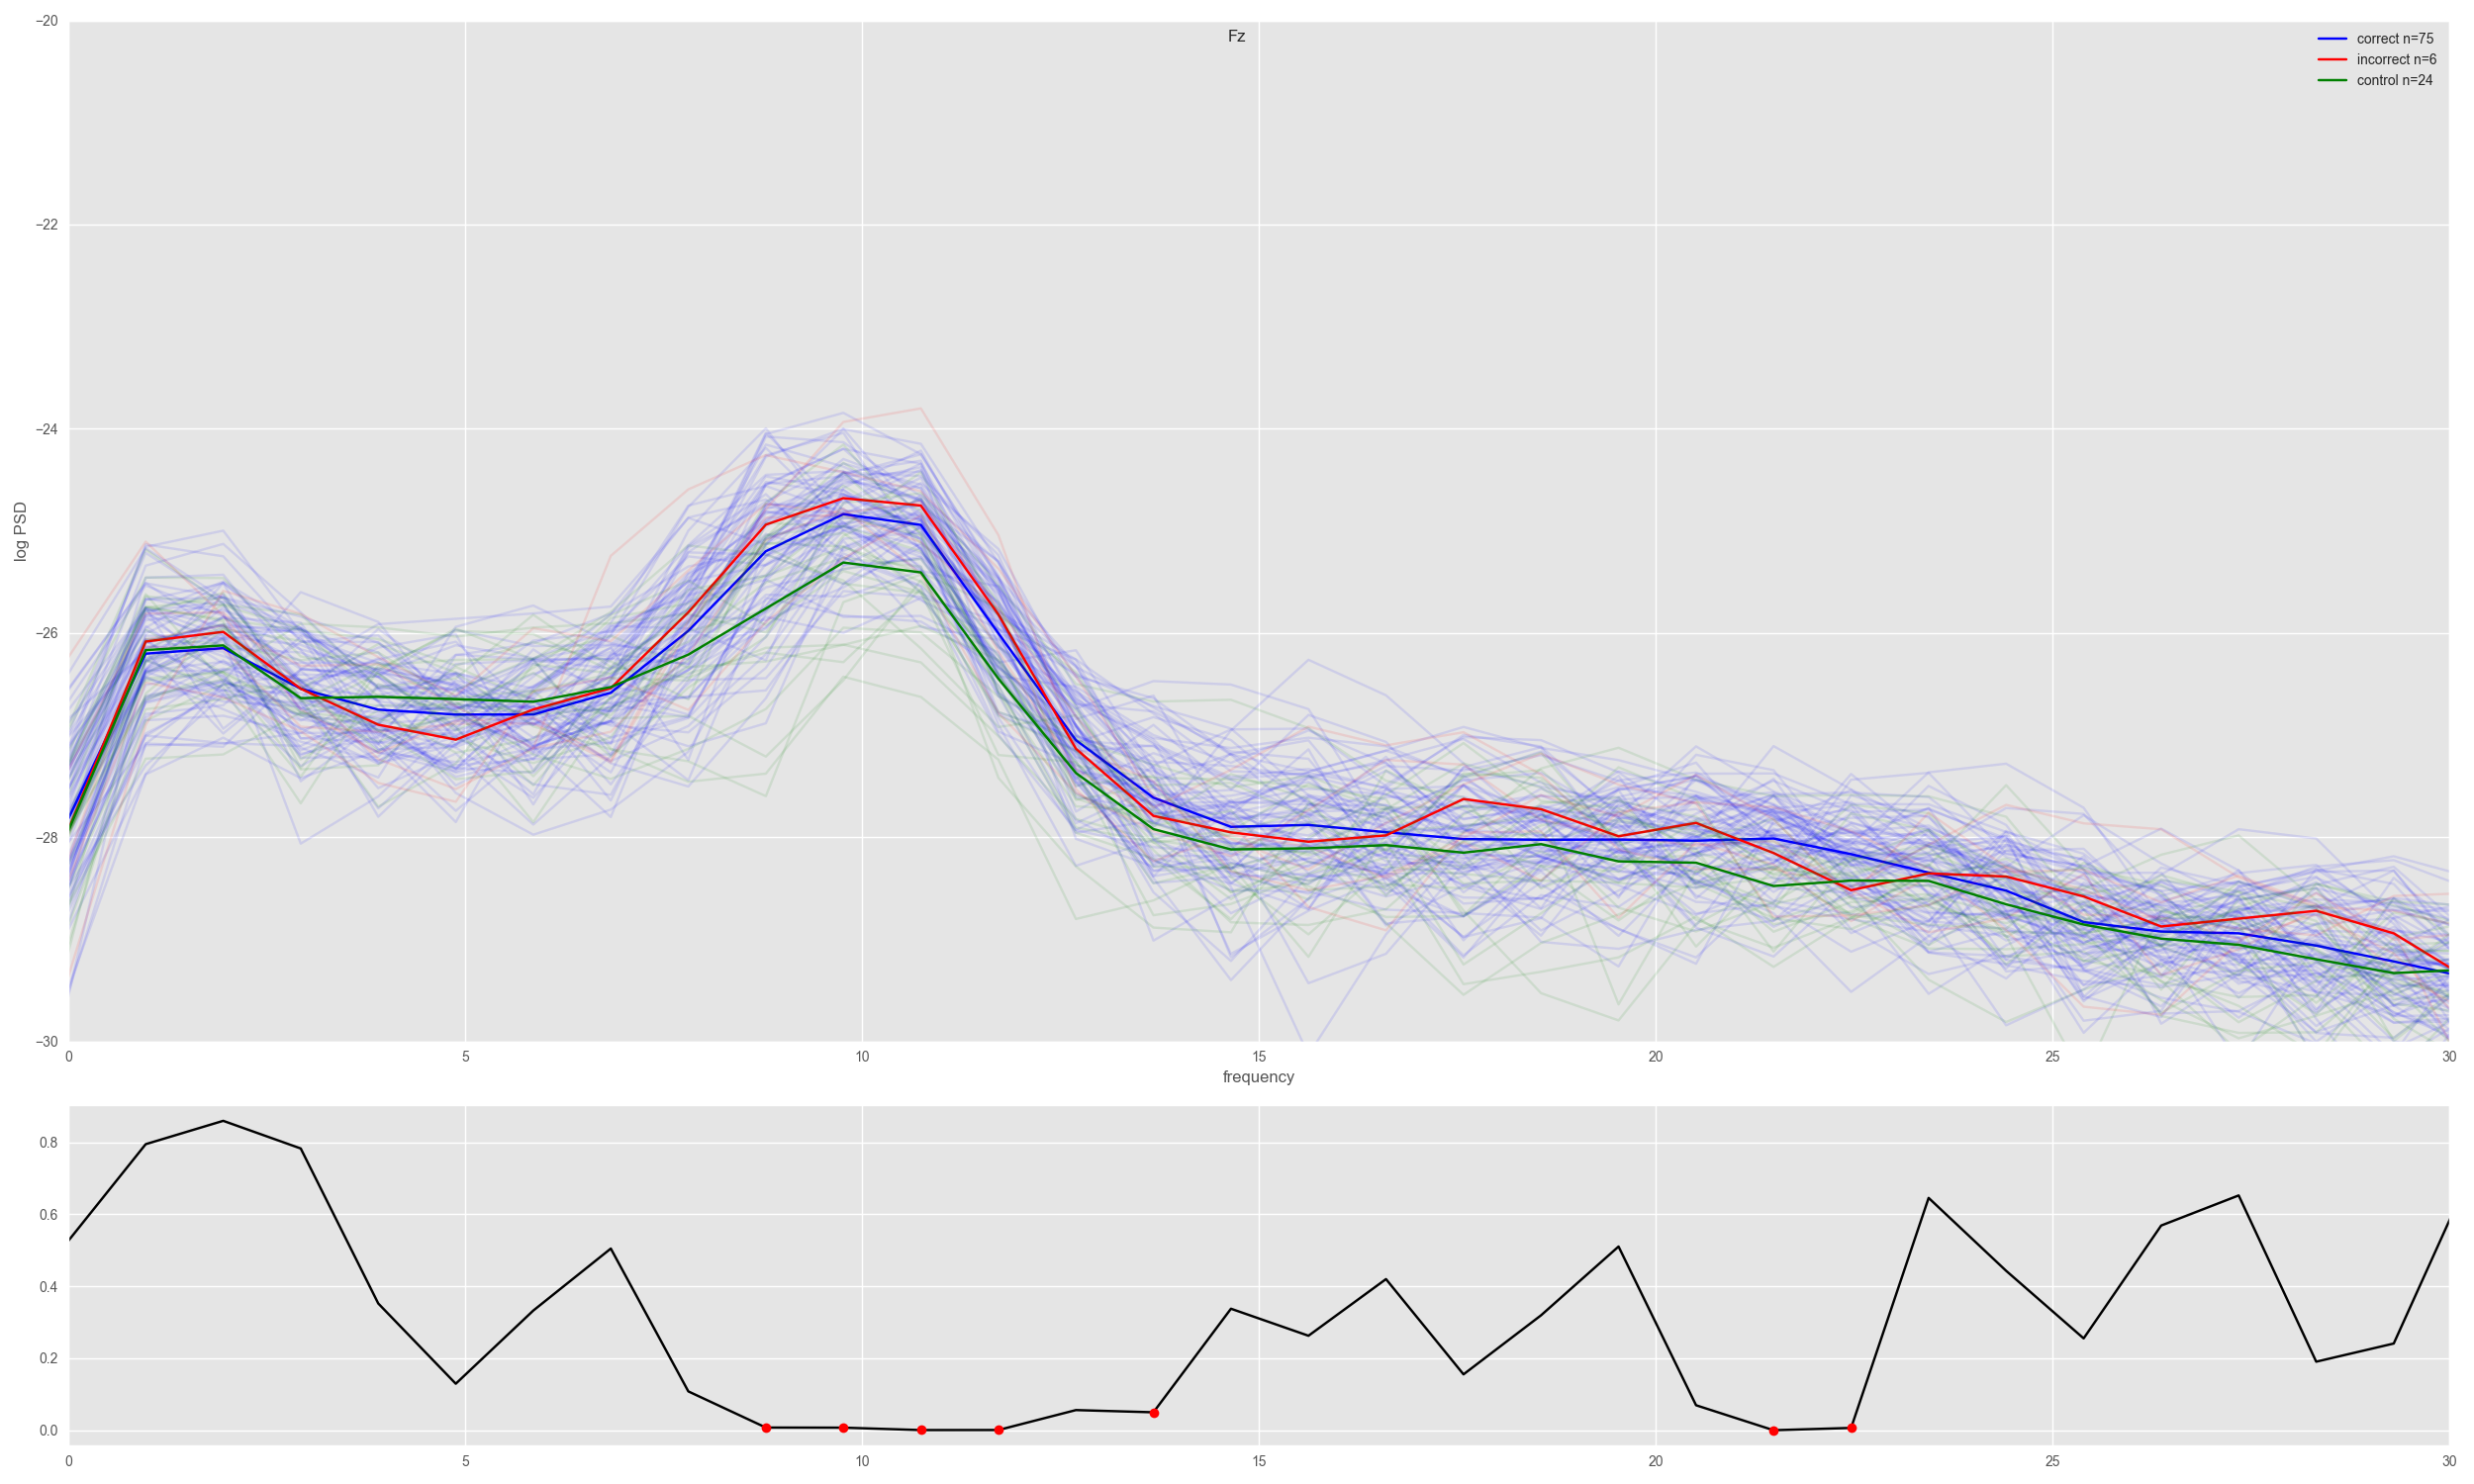 Fz
correct n=75
incorrect n=6
control n=24
−20
−22
−24
−26
−28
−30
log PSD
0 5 10 15 20 25 30
frequency
0.8
0.6
0.4
0.2
0.0
0 5 10 15 20 25 30